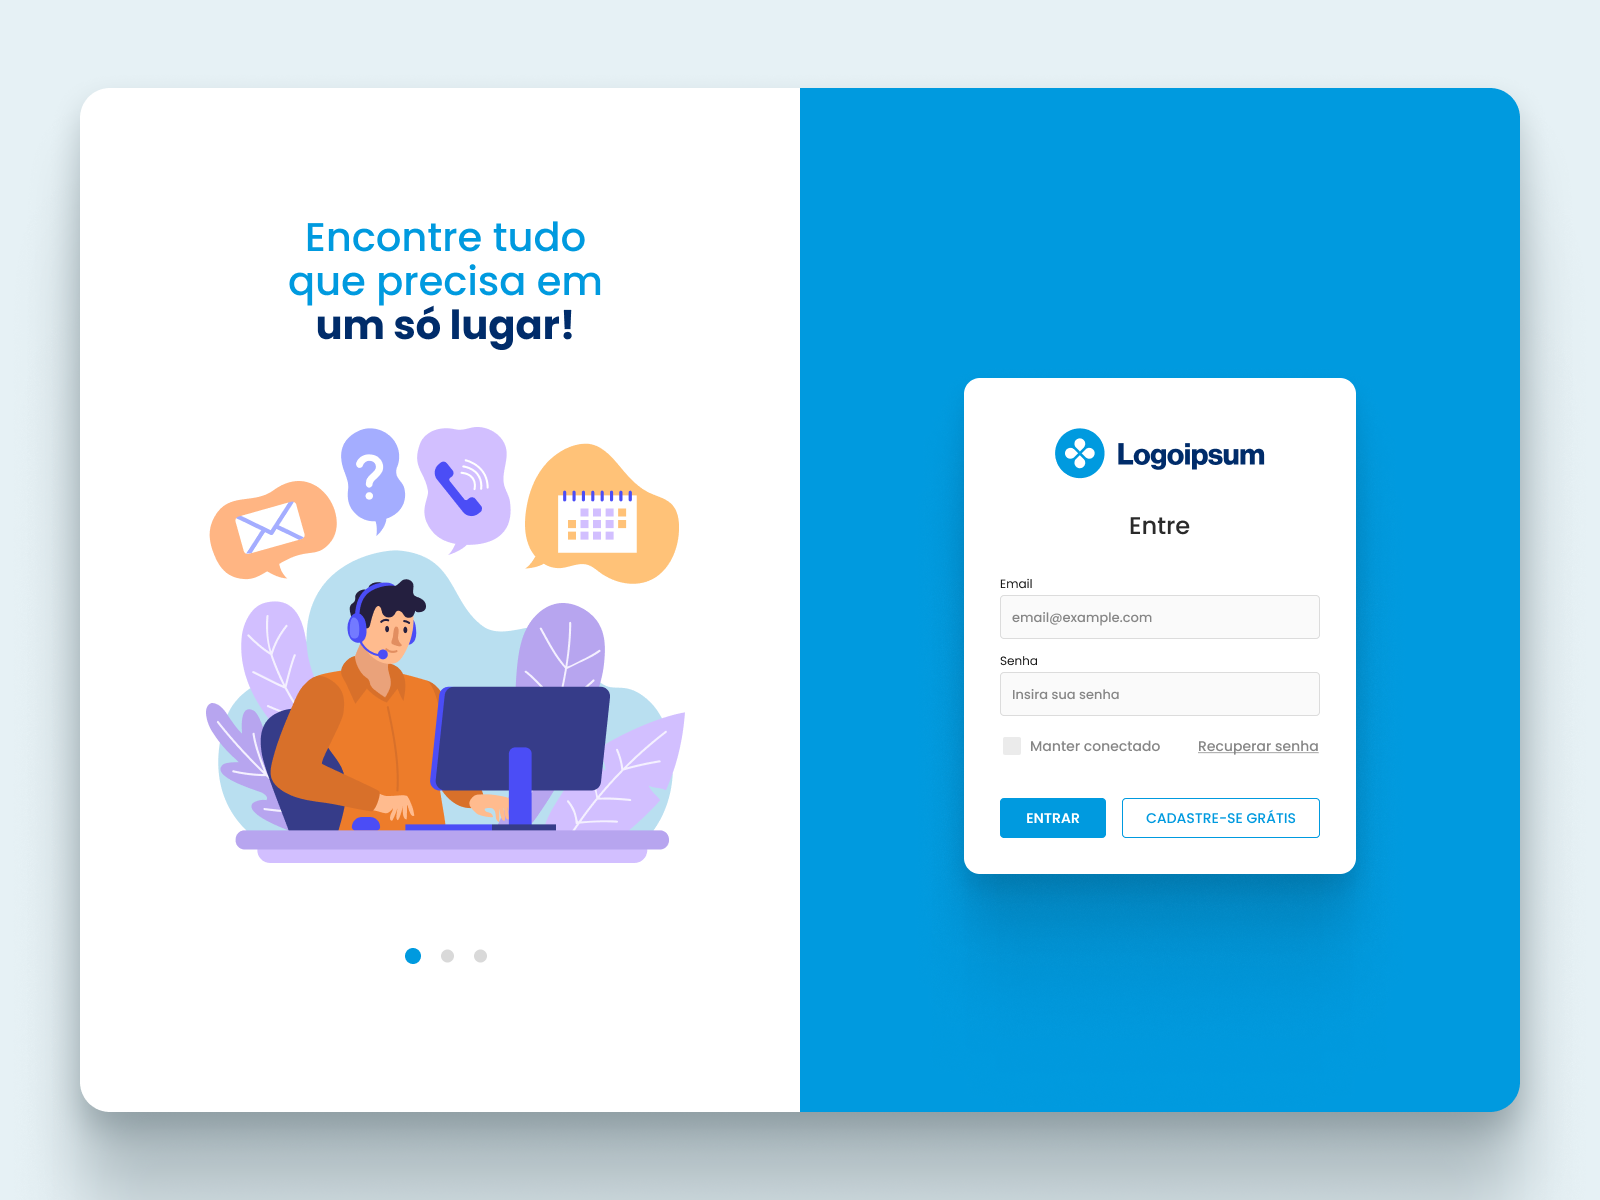 Encontre tudo
que precisa em
um só lugar!
?
Logoipsum
Entre
Email
email@example.com
Senha
Insira sua senha
Manter conectado
Recuperar senha
ENTRAR
CADASTRE-SE GRÁTIS